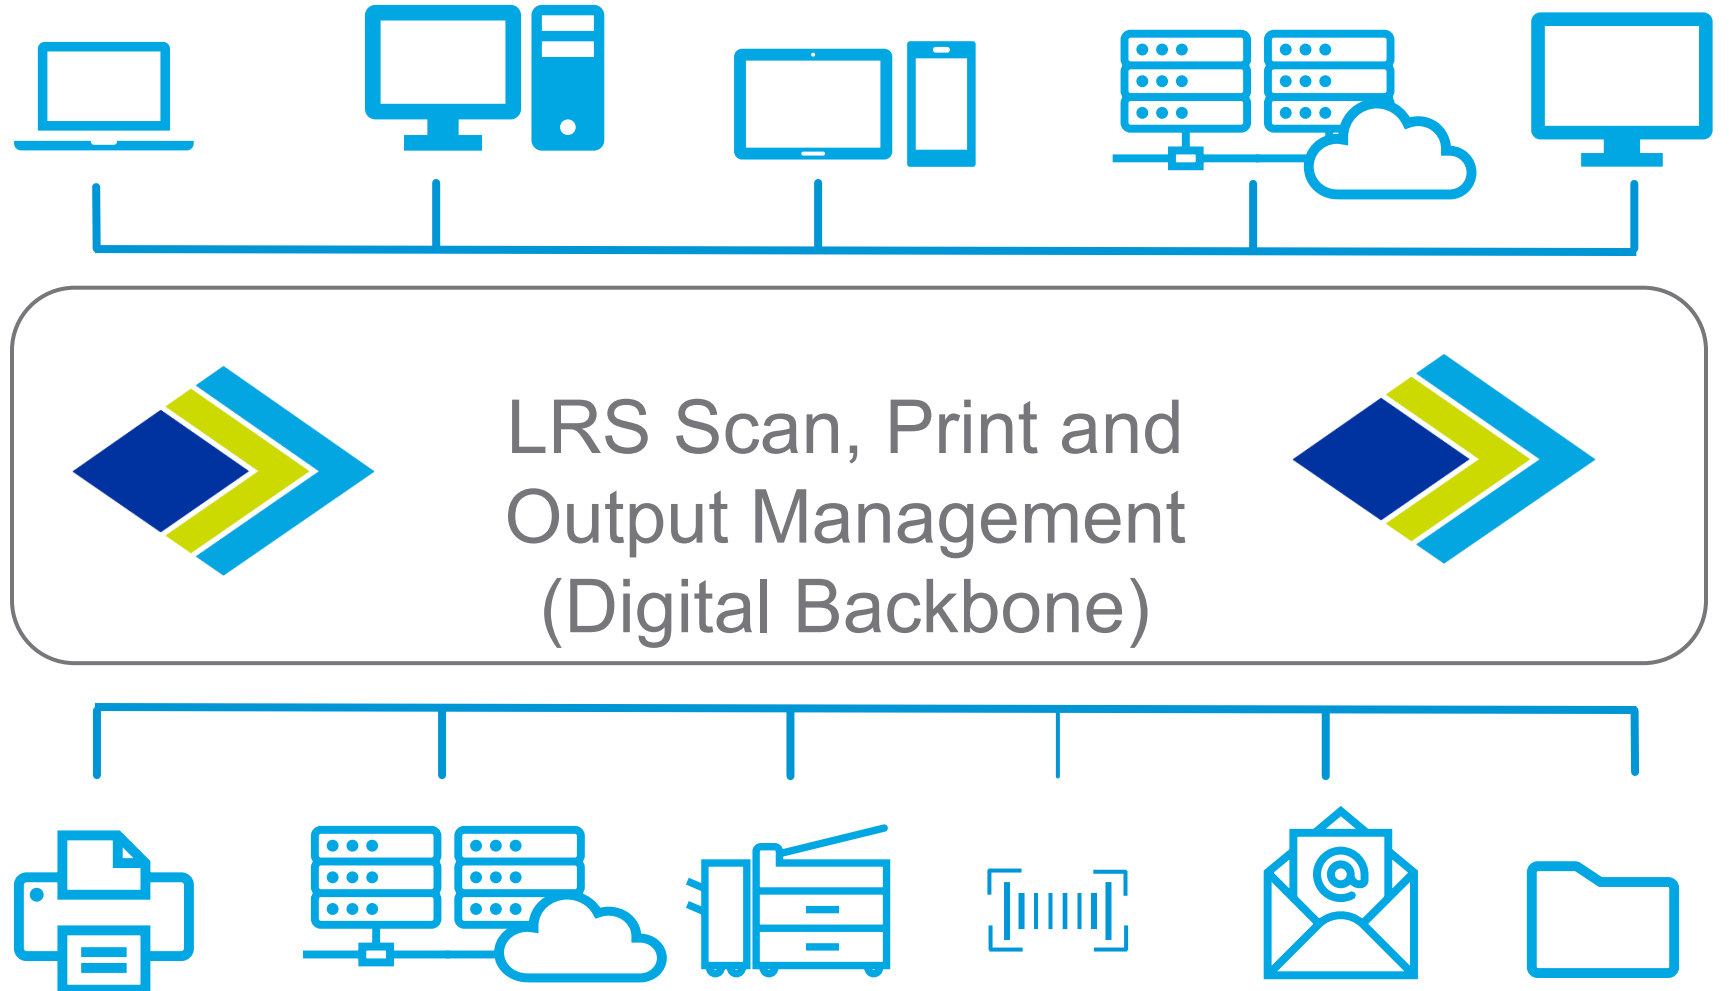 LRS Scan, Print and
Output Management
(Digital Backbone)